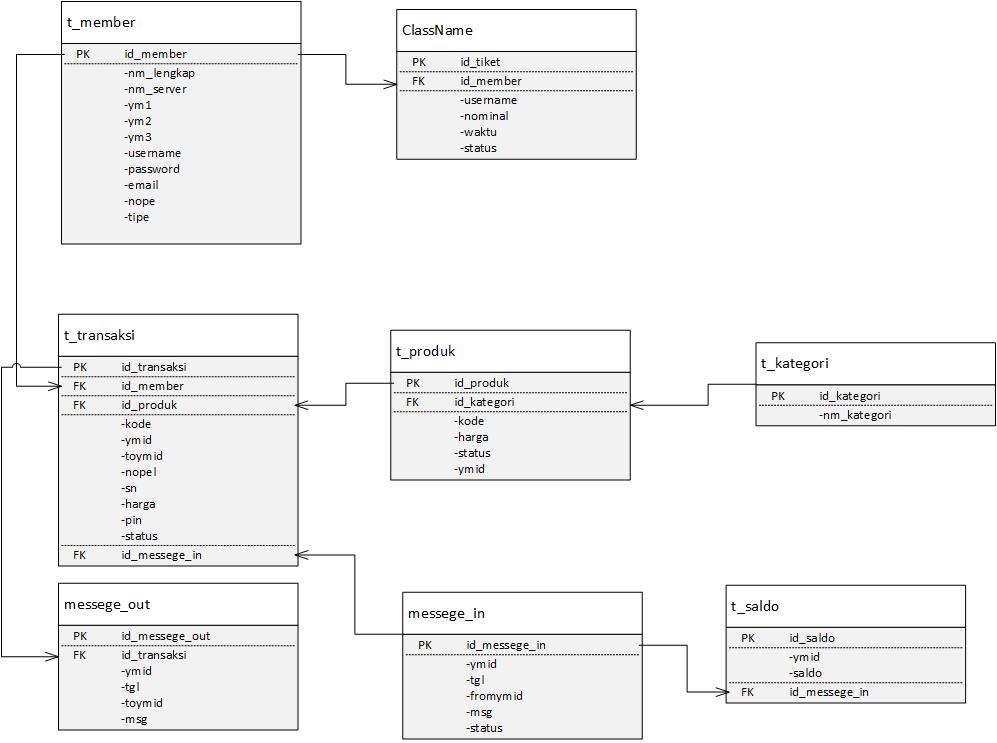 t_member
PK id_member
-nm_lengkap
-nm_server
-ym1
-ym2
-ym3
-username
-password
-email
-nope
-tipe
ClassName
PK id_tiket
FK id_member
-username
-nominal
-waktu
-status
t_transaksi
PK id_transaksi
FK id_member
FK id_produk
-kode
-ymid
-toymid
-nopel
-sn
-harga
-pin
-status
FK id_messege_in
t_produk
PK id_produk
FK id_kategori
-kode
-harga
-status
-ymid
t_kategori
PK id_kategori
-nm_kategori
messege_out
PK id_messege_out
FK id_transaksi
-ymid
-tgl
-toymid
-msg
messege_in
PK id_messege_in
-ymid
-tgl
-fromymid
-msg
-status
t_saldo
PK id_saldo
-ymid
-saldo
FK id_messege_in